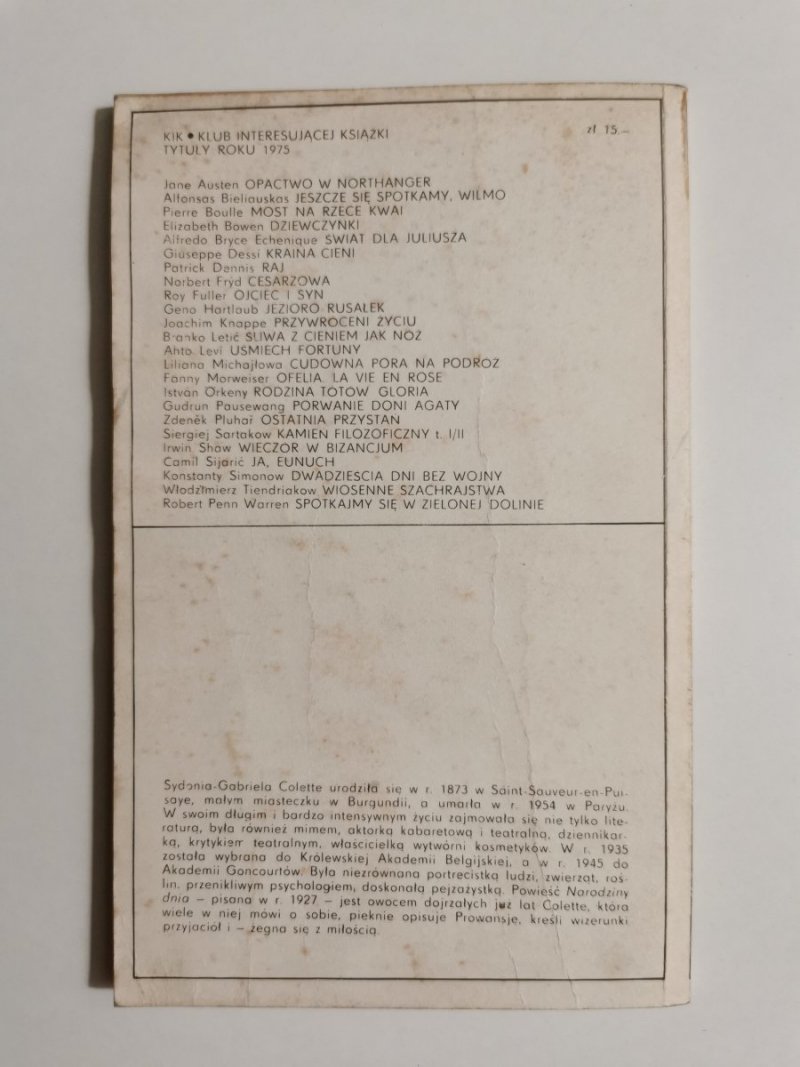 KIK • KLUB INTERESUJĄCEJ KSIĄŻKI
zł 15.–
TYTUŁY ROKU 1975
Jane Austen OPACTWO W NORTHANGER
Alfonsas Bieliauskas JESZCZE SIĘ SPOTKAMY, WILMO
Pierre Boulle MOST NA RZECE KWAI
Elizabeth Bowen DZIEWCZYNKI
Alfredo Bryce Echenique ŚWIAT DLA JULIUSZA
Giuseppe Dessi KRAINA CIENI
Patrick Dennis RAJ
Norbert Frýd CESARZOWA
Roy Fuller OJCIEC I SYN
Geno Hartlaub JEZIORO RUSAŁEK
Joachim Knappe PRZYWRÓCENI ŻYCIU
Branko Letić ŚLIWA Z CIENIEM JAK NÓŻ
Ahto Levi UŚMIECH FORTUNY
Liliana Michajłowa CUDOWNA PORA NA PODRÓŻ
Fanny Morweiser OFELIA. LA VIE EN ROSE
István Örkeny RODZINA TOTÓW GLORIA
Gudrun Pausewang PORWANIE DONI AGATY
Zdeněk Pluhař OSTATNIA PRZYSTAŃ
Siergiej Sartakow KAMIEŃ FILOZOFICZNY t. I/II
Irwin Shaw WIECZÓR W BIZANCJUM
Camil Sijarić JA, EUNUCH
Konstanty Simonow DWADZIEŚCIA DNI BEZ WOJNY
Włodzimierz Tiendriakow WIOSENNE SZACHRAJSTWA
Robert Penn Warren SPOTKAJMY SIĘ W ZIELONEJ DOLINIE
Sydonia-Gabriela Colette urodziła się w r. 1873 w Saint-Sauveur-en-Pui-
saye, małym miasteczku w Burgundii, a umarła w r. 1954 w Paryżu.
W swoim długim i bardzo intensywnym życiu zajmowała się nie tylko lite-
raturą, była również mimem, aktorką kabaretową i teatralną, dziennikar-
ką, krytykiem teatralnym, właścicielką wytwórni kosmetyków. W r. 1935
została wybrana do Królewskiej Akademii Belgijskiej, a w r. 1945 do
Akademii Goncourtów. Była niezrównaną portrecistką ludzi, zwierząt, roś-
lin, przenikliwym psychologiem, doskonałą pejzażystką. Powieść Narodziny
dnia – pisana w r. 1927 – jest owocem dojrzałych już lat Colette, która
wiele w niej mówi o sobie, pięknie opisuje Prowansję, kreśli wizerunki
przyjaciół i – żegna się z miłością.